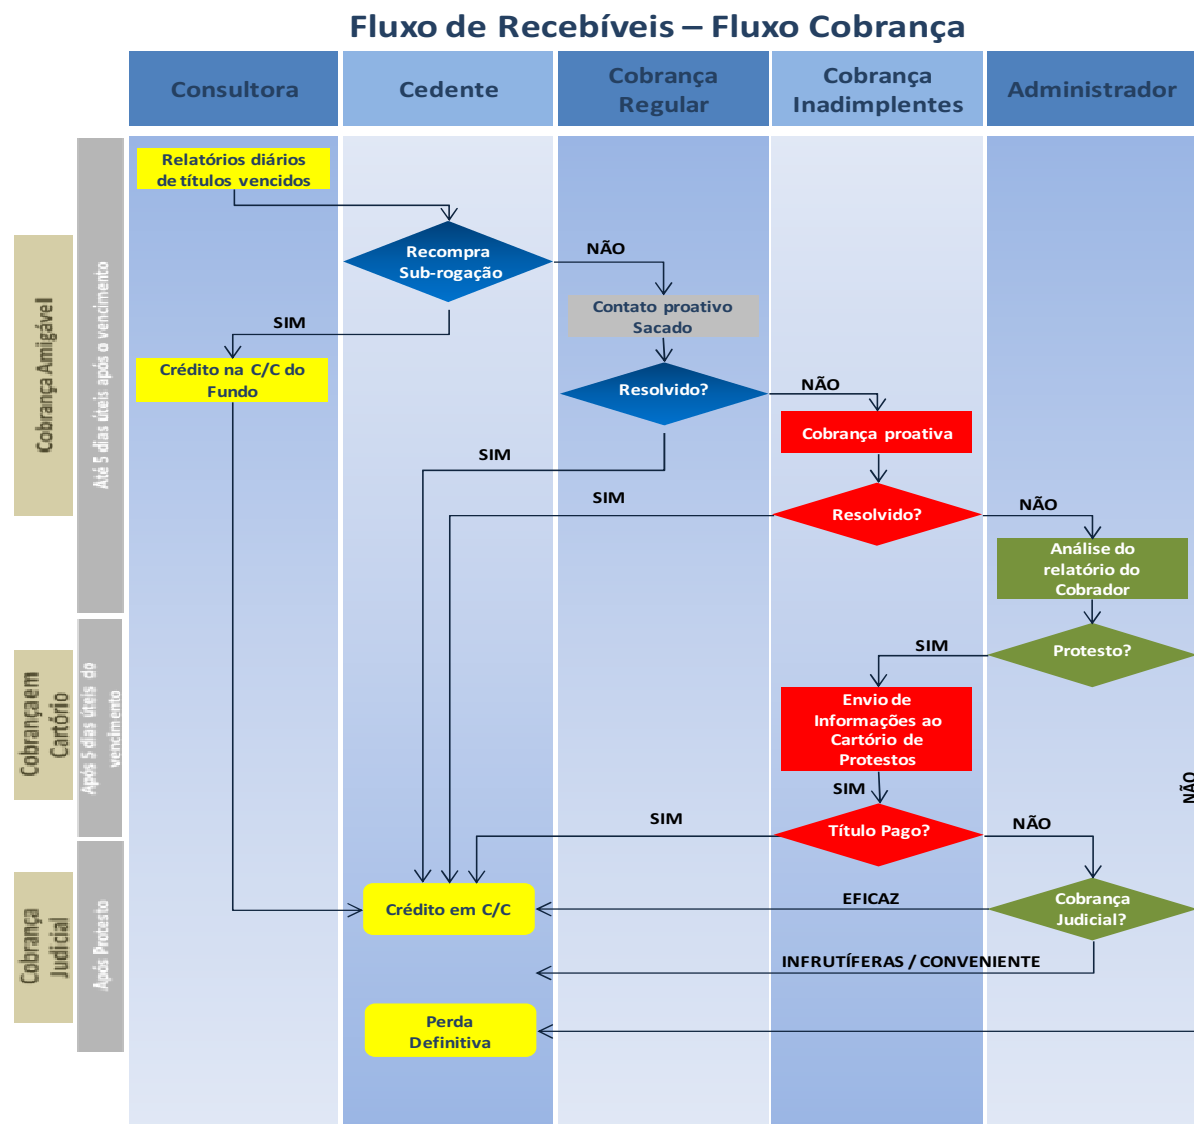 Fluxo de Recebíveis – Fluxo Cobrança
Consultora
Cedente
Cobrança
Regular
Cobrança
Inadimplentes
Administrador
Cobrança Amigável
Até 5 dias úteis após o vencimento
Relatórios diários
de títulos vencidos
Recompra
Sub-rogação
NÃO
SIM
Contato proativo
Sacado
Crédito na C/C do
Fundo
Resolvido?
NÃO
SIM
Cobrança proativa
SIM
Resolvido?
NÃO
Análise do
relatório do
Cobrador
Cobrança em
Cartório
Após 5 dias úteis do
vencimento
Protesto?
SIM
NÃO
Envio de
Informações ao
Cartório de
Protestos
SIM
Título Pago?
SIM
NÃO
Cobrança
Judicial
Após Protesto
Crédito em C/C
EFICAZ
Cobrança
Judicial?
INFRUTÍFERAS / CONVENIENTE
Perda
Definitiva